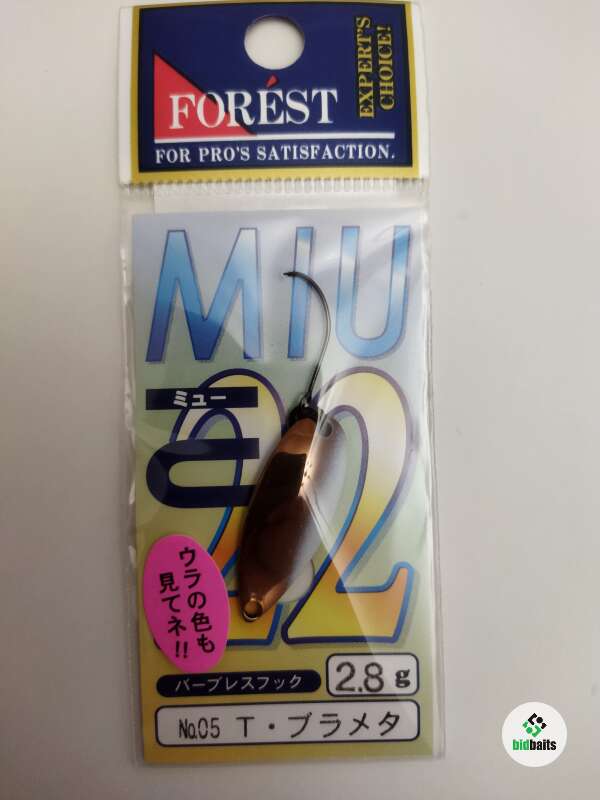 FORÉST
EXPERT'S
CHOICE!
FOR PRO'S SATISFACTION.
MIU
ミュー
22
ウラの色も
見てネ!!
バーブレスフック
2.8g
No.05 T・ブラメタ
bidbaits